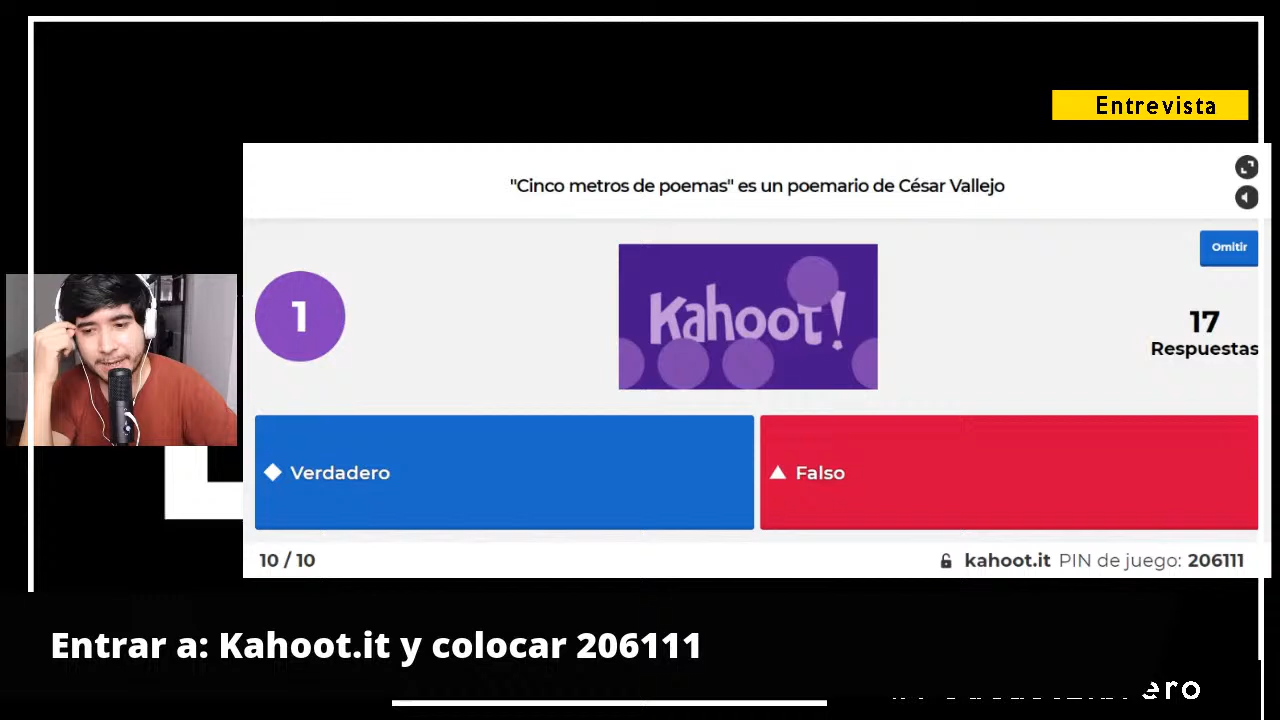 Entrevista
"Cinco metros de poemas" es un poemario de César Vallejo
Omitir
1
Kahoot!
17
Respuestas
Verdadero
Falso
10 / 10
kahoot.it PIN de juego: 206111
Entrar a: Kahoot.it y colocar 206111